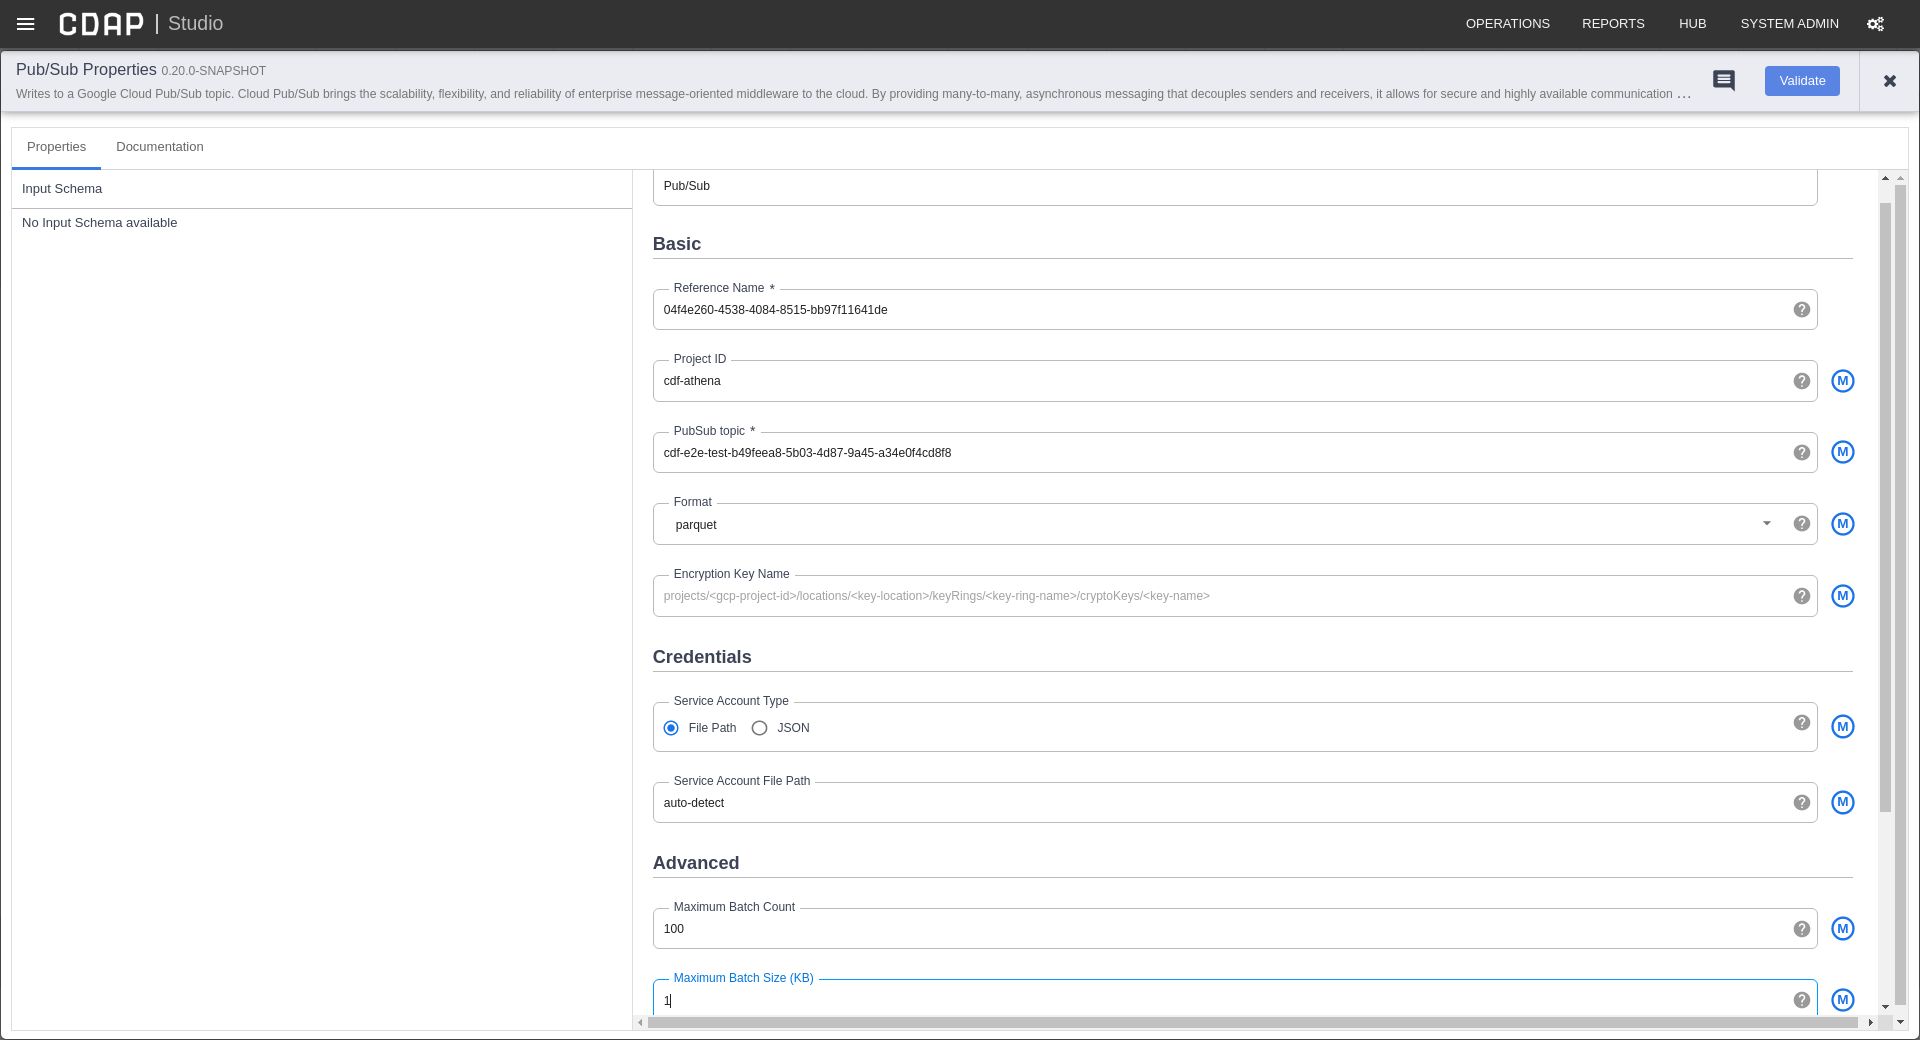 CDAP | Studio
OPERATIONS REPORTS HUB SYSTEM ADMIN
Pub/Sub Properties 0.20.0-SNAPSHOT
Writes to a Google Cloud Pub/Sub topic. Cloud Pub/Sub brings the scalability, flexibility, and reliability of enterprise message-oriented middleware to the cloud. By providing many-to-many, asynchronous messaging that decouples senders and receivers, it allows for secure and highly available communication ...
Validate
Properties Documentation
Input Schema
No Input Schema available
Pub/Sub
Basic
Reference Name *
04f4e260-4538-4084-8515-bb97f11641de
Project ID
cdf-athena
M
PubSub topic *
cdf-e2e-test-b49feea8-5b03-4d87-9a45-a34e0f4cd8f8
M
Format
parquet
M
Encryption Key Name
projects/<gcp-project-id>/locations/<key-location>/keyRings/<key-ring-name>/cryptoKeys/<key-name>
M
Credentials
Service Account Type
File Path JSON
M
Service Account File Path
auto-detect
M
Advanced
Maximum Batch Count
100
M
Maximum Batch Size (KB)
1
M